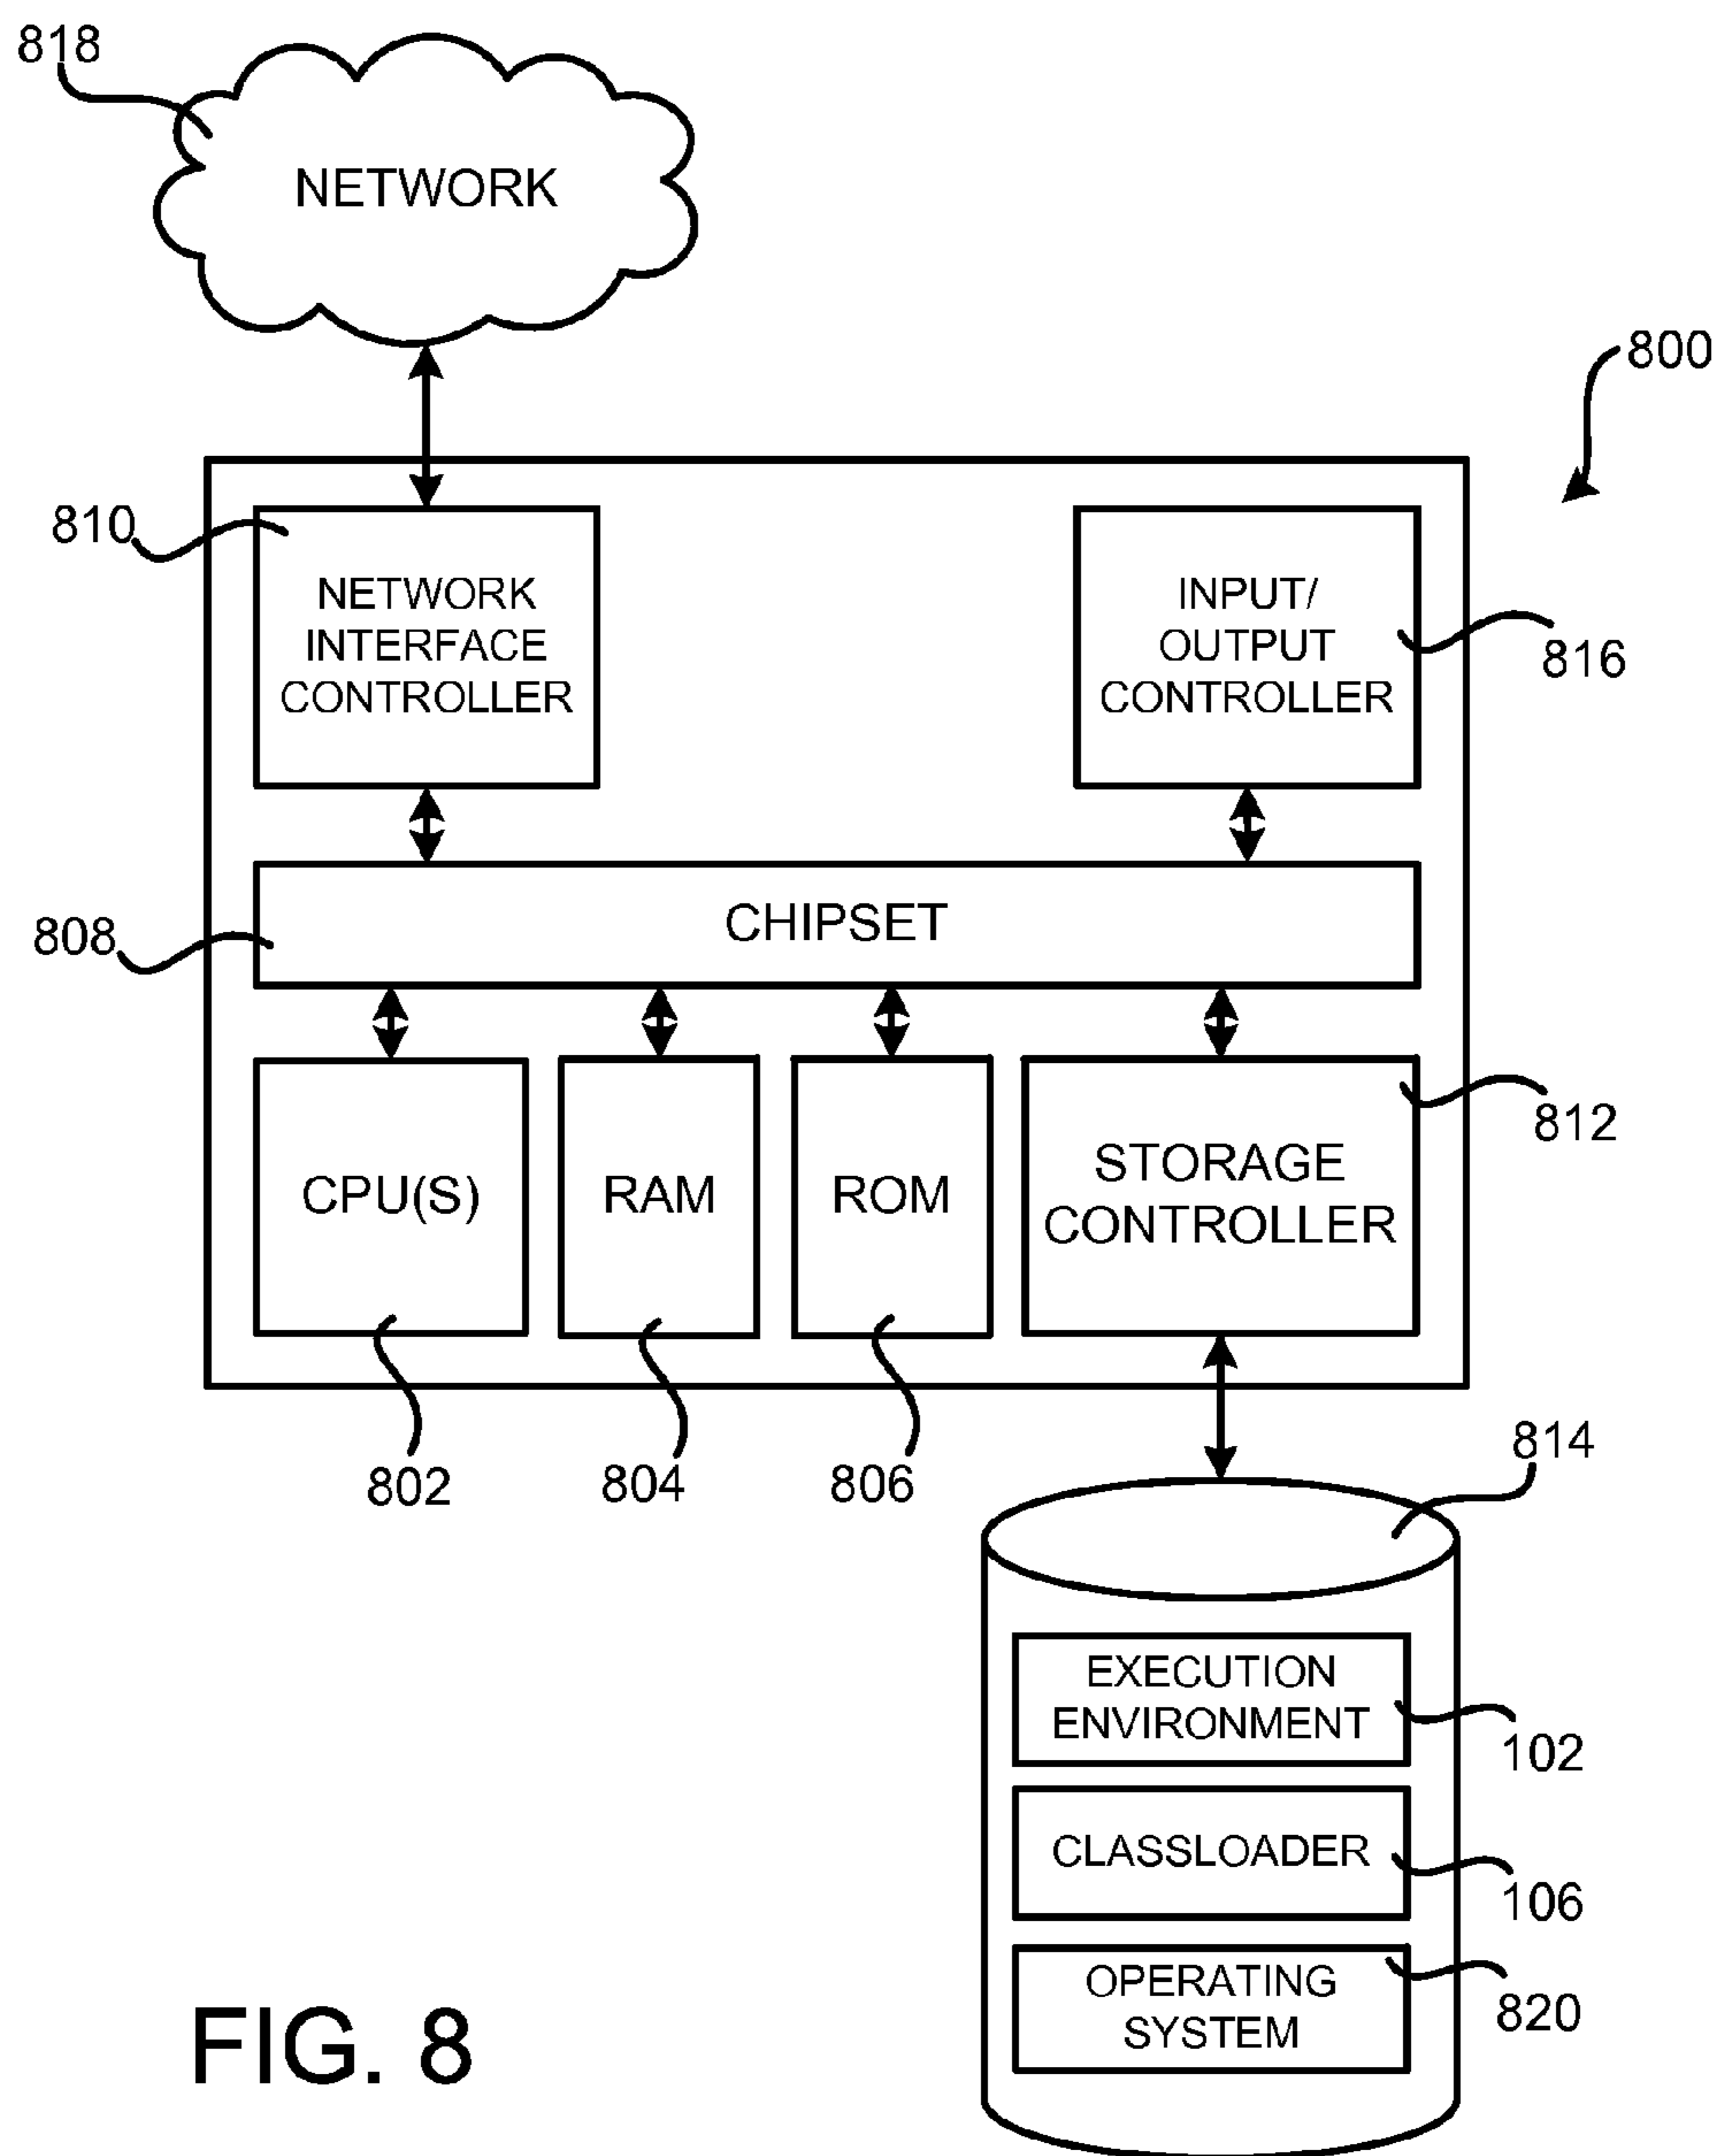 818
NETWORK
800
810
NETWORK
INTERFACE
CONTROLLER
INPUT/
OUTPUT
CONTROLLER
816
CHIPSET
808
CPU(S)
RAM
ROM
STORAGE
CONTROLLER
812
802
804
806
814
EXECUTION
ENVIRONMENT
102
CLASSLOADER
106
OPERATING
SYSTEM
820
FIG. 8